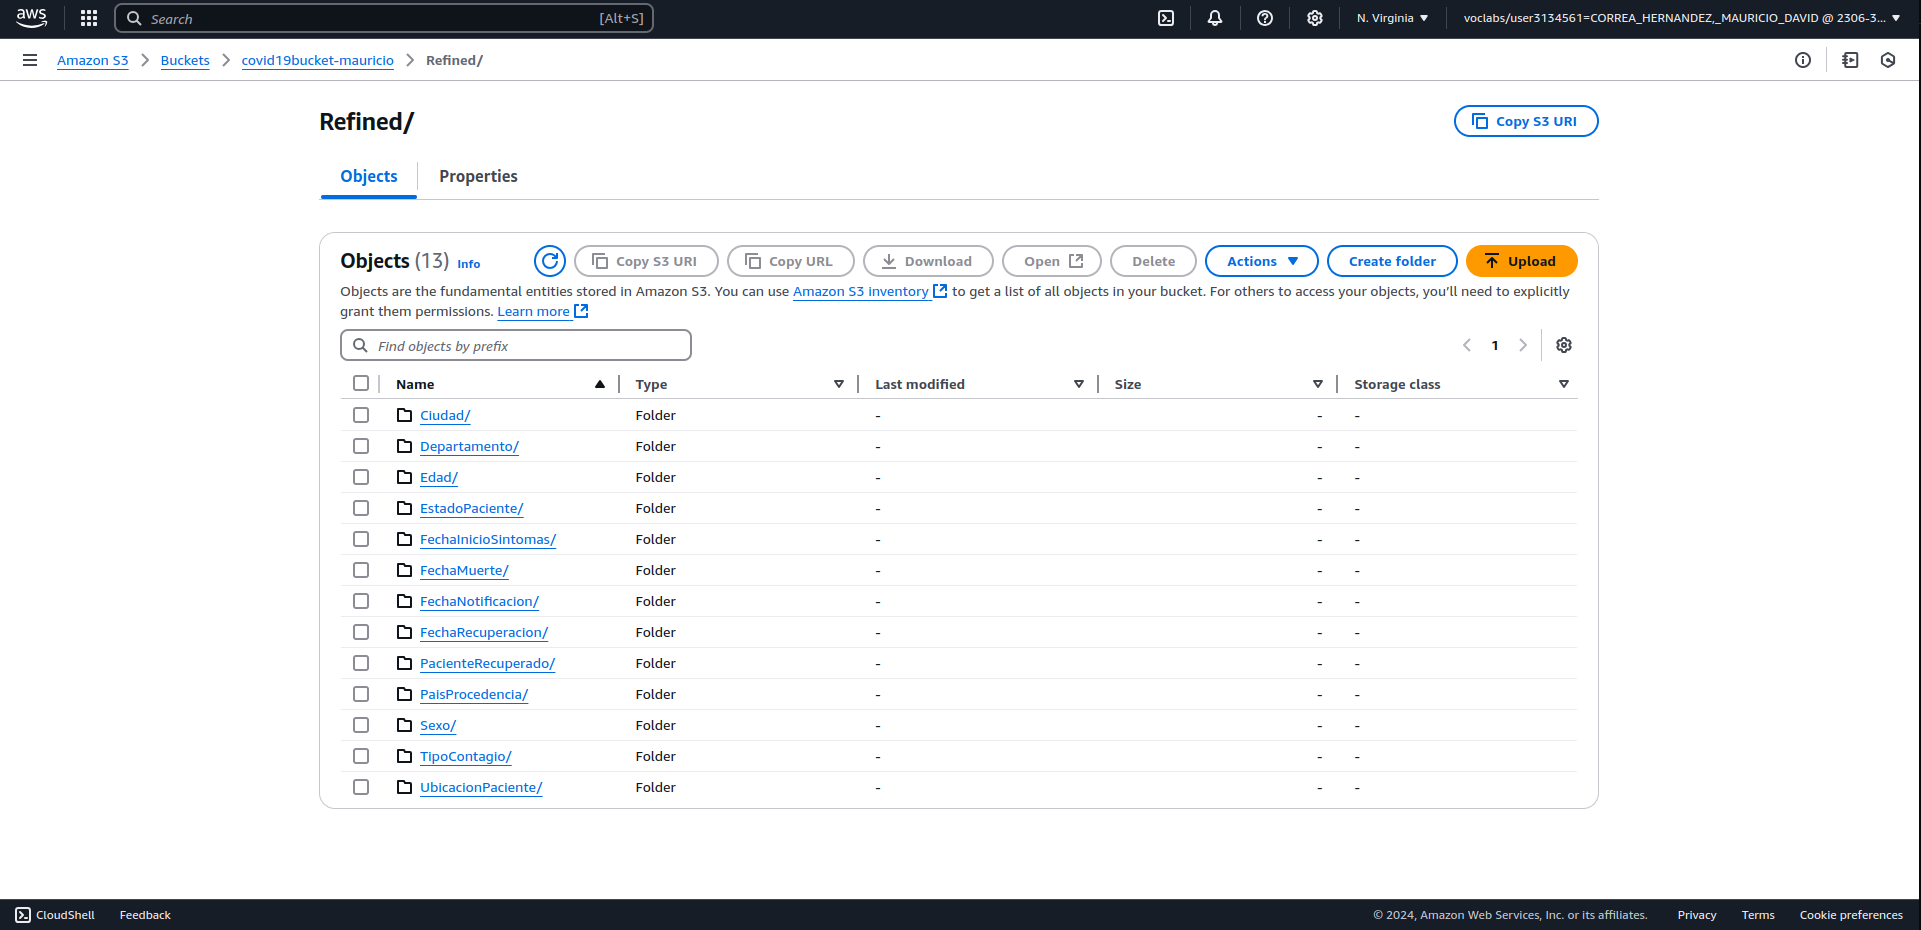 aws Search [Alt+S] N. Virginia voclabs/user3134561=CORREA_HERNANDEZ,_MAURICIO_DAVID @ 2306-3...
Amazon S3 Buckets covid19bucket-mauricio Refined/
Refined/ Copy S3 URI
Objects Properties
Objects (13) Info Copy S3 URI Copy URL Download Open Delete Actions Create folder Upload
Objects are the fundamental entities stored in Amazon S3. You can use Amazon S3 inventory to get a list of all objects in your bucket. For others to access your objects, you'll need to explicitly
grant them permissions. Learn more
Find objects by prefix 1
Name Type Last modified Size Storage class
Ciudad/ Folder - - -
Departamento/ Folder - - -
Edad/ Folder - - -
EstadoPaciente/ Folder - - -
FechaInicioSintomas/ Folder - - -
FechaMuerte/ Folder - - -
FechaNotificacion/ Folder - - -
FechaRecuperacion/ Folder - - -
PacienteRecuperado/ Folder - - -
PaisProcedencia/ Folder - - -
Sexo/ Folder - - -
TipoContagio/ Folder - - -
UbicacionPaciente/ Folder - - -
CloudShell Feedback © 2024, Amazon Web Services, Inc. or its affiliates. Privacy Terms Cookie preferences